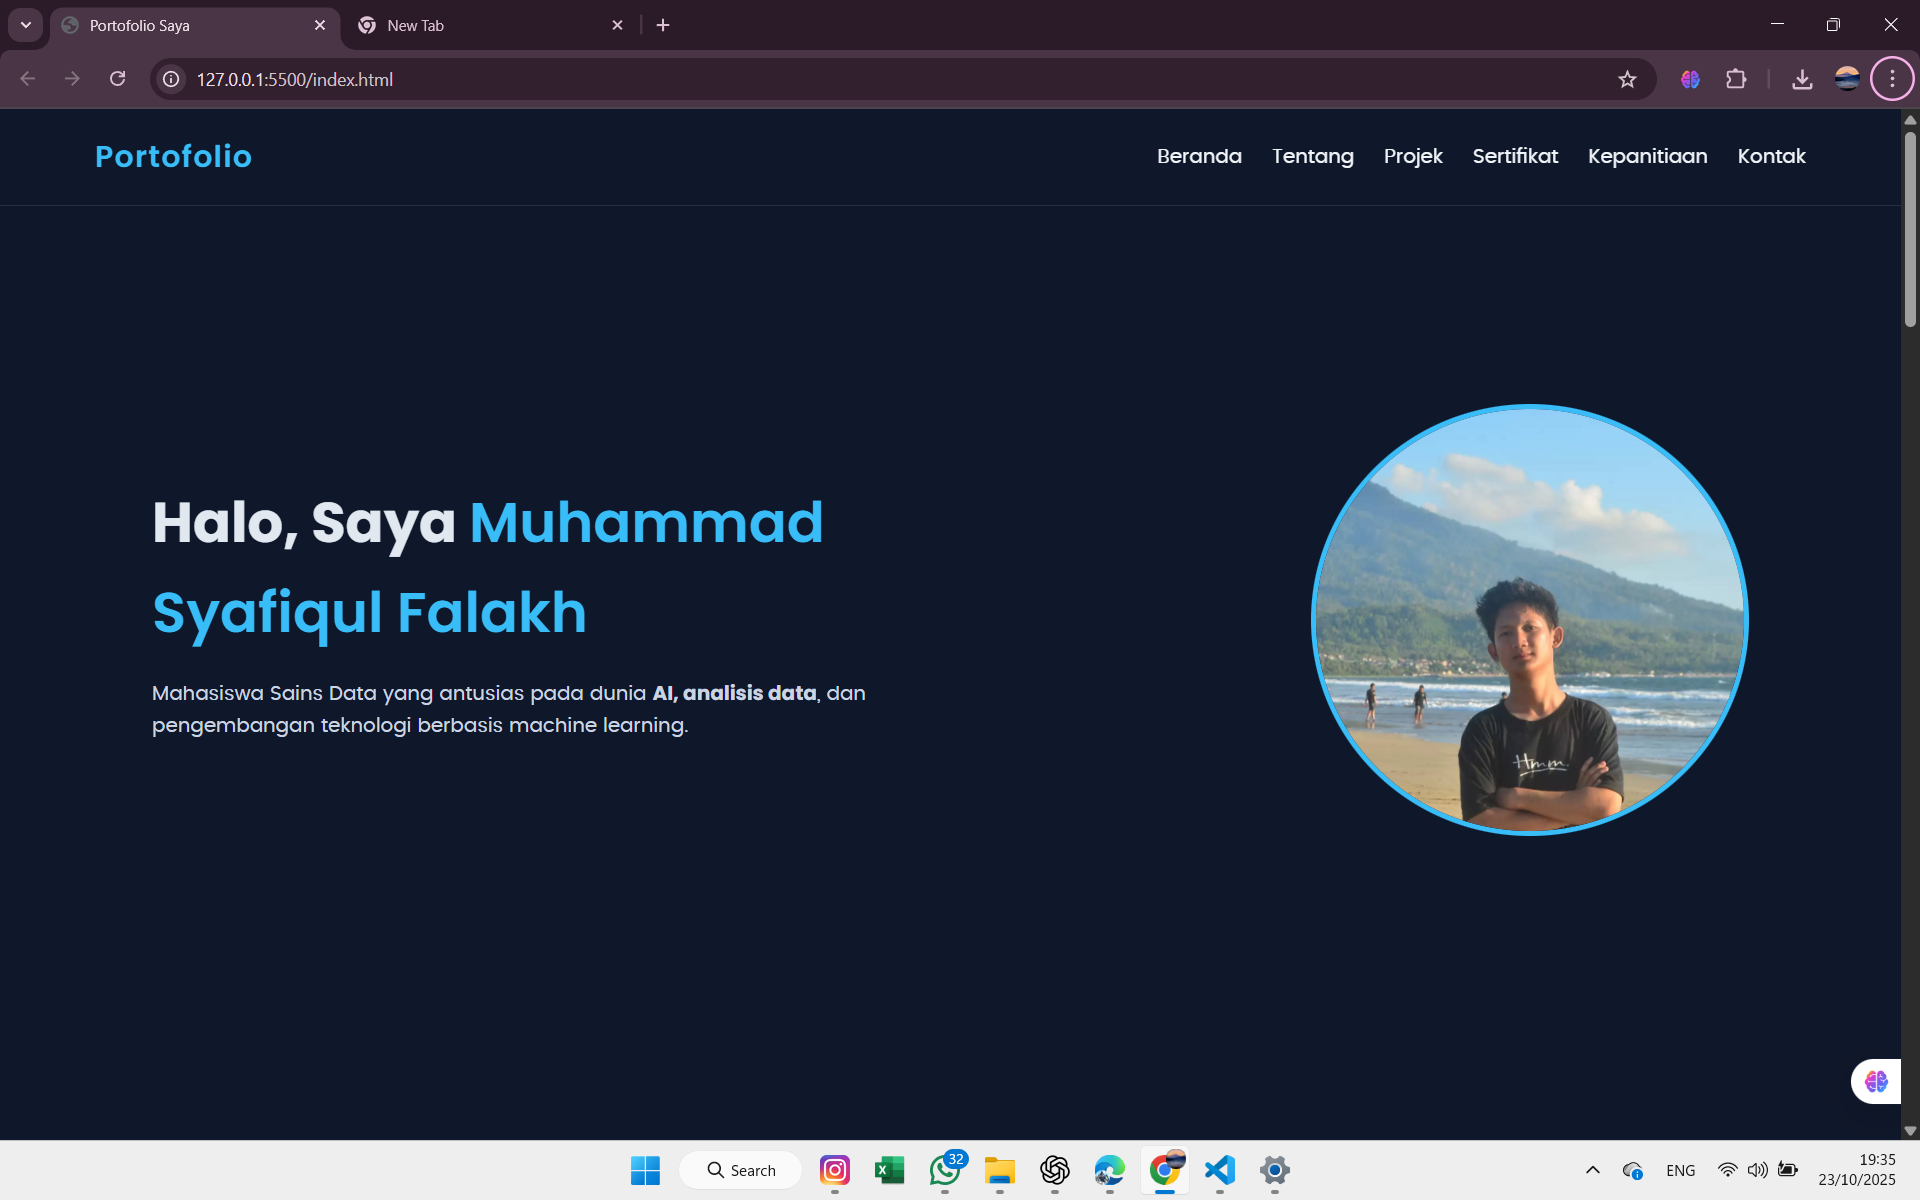 Portofolio Saya
New Tab
127.0.0.1:5500/index.html
Portofolio
Beranda Tentang Projek Sertifikat Kepanitiaan Kontak
Halo, Saya Muhammad
Syafiqul Falakh
Mahasiswa Sains Data yang antusias pada dunia AI, analisis data, dan
pengembangan teknologi berbasis machine learning.
Hmm.
Search
32
ENG
19:35
23/10/2025